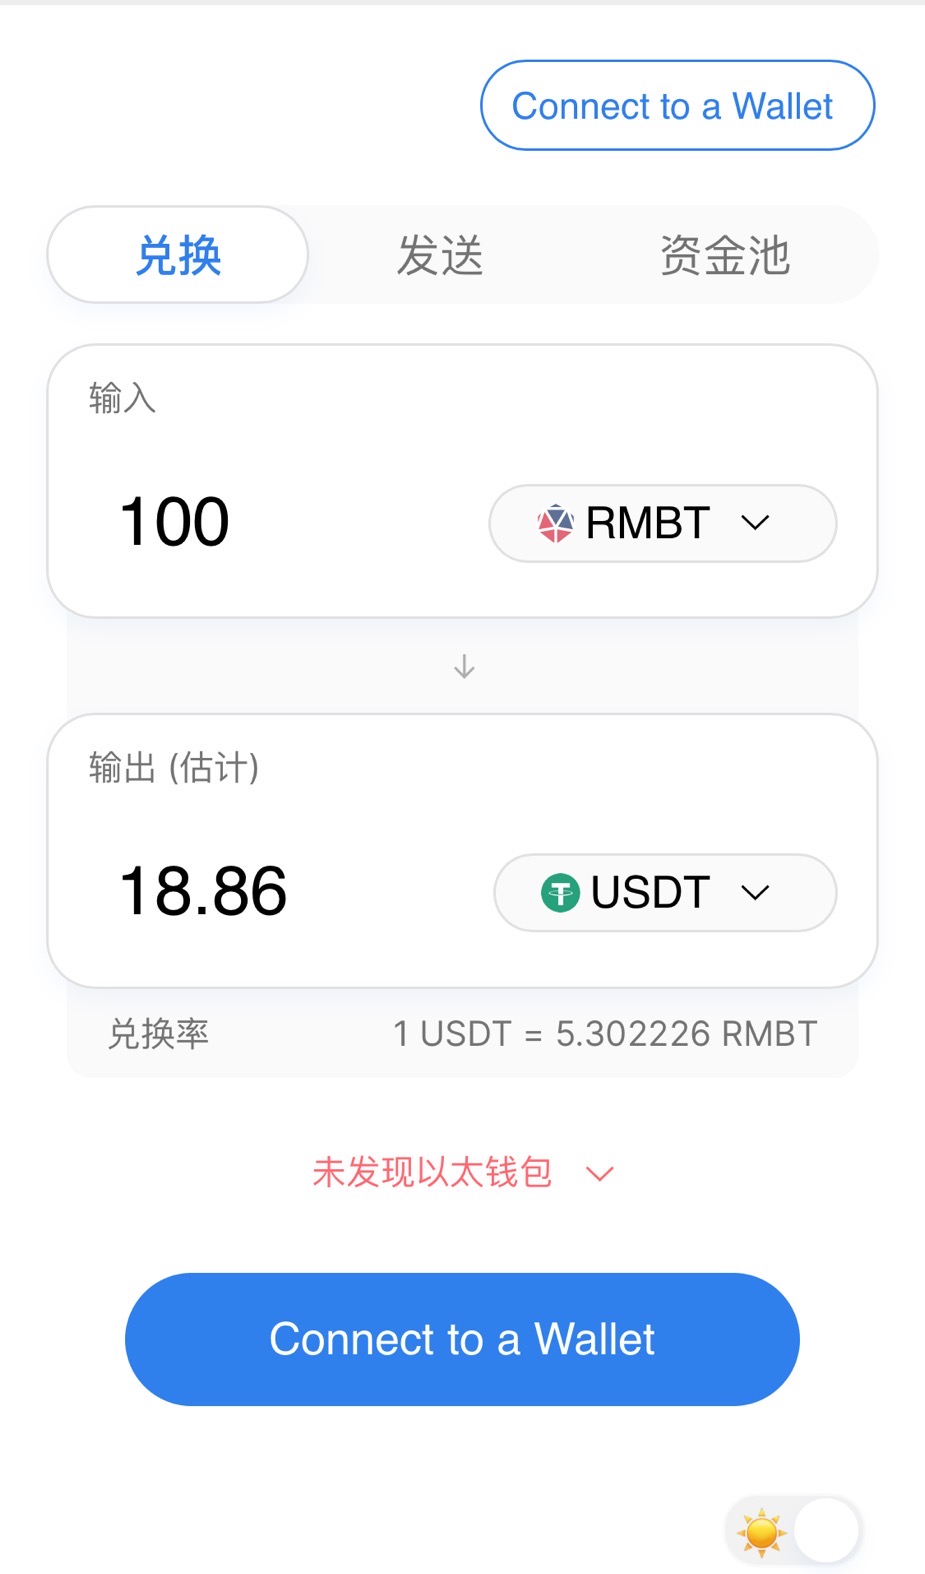 Connect to a Wallet
兑换 发送 资金池
输入
100 RMBT
输出 (估计)
18.86 USDT
兑换率 1 USDT = 5.302226 RMBT
未发现以太钱包
Connect to a Wallet